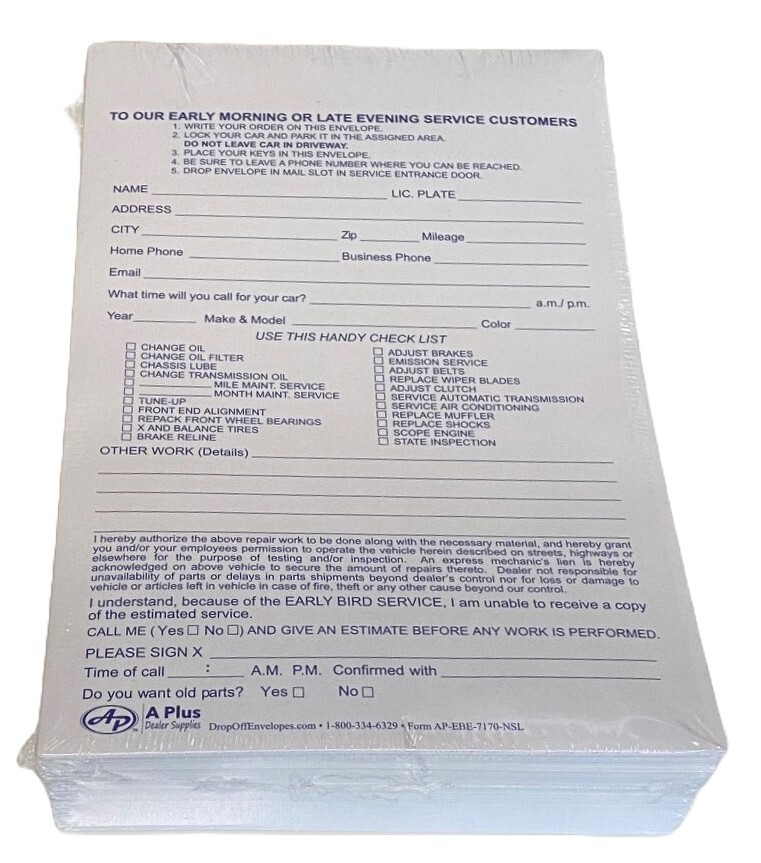 TO OUR EARLY MORNING OR LATE EVENING SERVICE CUSTOMERS
1. WRITE YOUR ORDER ON THIS ENVELOPE.
2. LOCK YOUR CAR AND PARK IT IN THE ASSIGNED AREA.
DO NOT LEAVE CAR IN DRIVEWAY.
3. PLACE YOUR KEYS IN THIS ENVELOPE.
4. BE SURE TO LEAVE A PHONE NUMBER WHERE YOU CAN BE REACHED.
5. DROP ENVELOPE IN MAIL SLOT IN SERVICE ENTRANCE DOOR.
NAME LIC. PLATE
ADDRESS
CITY Zip Mileage
Home Phone Business Phone
Email
What time will you call for your car? a.m./ p.m.
Year Make & Model Color
USE THIS HANDY CHECK LIST
☐ CHANGE OIL
☐ CHANGE OIL FILTER
☐ CHASSIS LUBE
☐ CHANGE TRANSMISSION OIL
☐ MILE MAINT. SERVICE
☐ MONTH MAINT. SERVICE
☐ TUNE-UP
☐ FRONT END ALIGNMENT
☐ REPACK FRONT WHEEL BEARINGS
☐ X AND BALANCE TIRES
☐ BRAKE RELINE
☐ ADJUST BRAKES
☐ EMISSION SERVICE
☐ ADJUST BELTS
☐ REPLACE WIPER BLADES
☐ ADJUST CLUTCH
☐ SERVICE AUTOMATIC TRANSMISSION
☐ SERVICE AIR CONDITIONING
☐ REPLACE MUFFLER
☐ REPLACE SHOCKS
☐ SCOPE ENGINE
☐ STATE INSPECTION
OTHER WORK (Details)
I hereby authorize the above repair work to be done along with the necessary material, and hereby grant
you and/or your employees permission to operate the vehicle herein described on streets, highways or
elsewhere for the purpose of testing and/or inspection. An express mechanic's lien is hereby
acknowledged on above vehicle to secure the amount of repairs thereto. Dealer not responsible for
unavailability of parts or delays in parts shipments beyond dealer's control nor for loss or damage to
vehicle or articles left in vehicle in case of fire, theft or any other cause beyond our control.
I understand, because of the EARLY BIRD SERVICE, I am unable to receive a copy
of the estimated service.
CALL ME ( Yes ☐ No ☐) AND GIVE AN ESTIMATE BEFORE ANY WORK IS PERFORMED.
PLEASE SIGN X
Time of call : A.M. P.M. Confirmed with
Do you want old parts? Yes ☐ No ☐
AP ™ A Plus
Dealer Supplies DropOffEnvelopes.com • 1-800-334-6329 • Form AP-EBE-7170-NSL